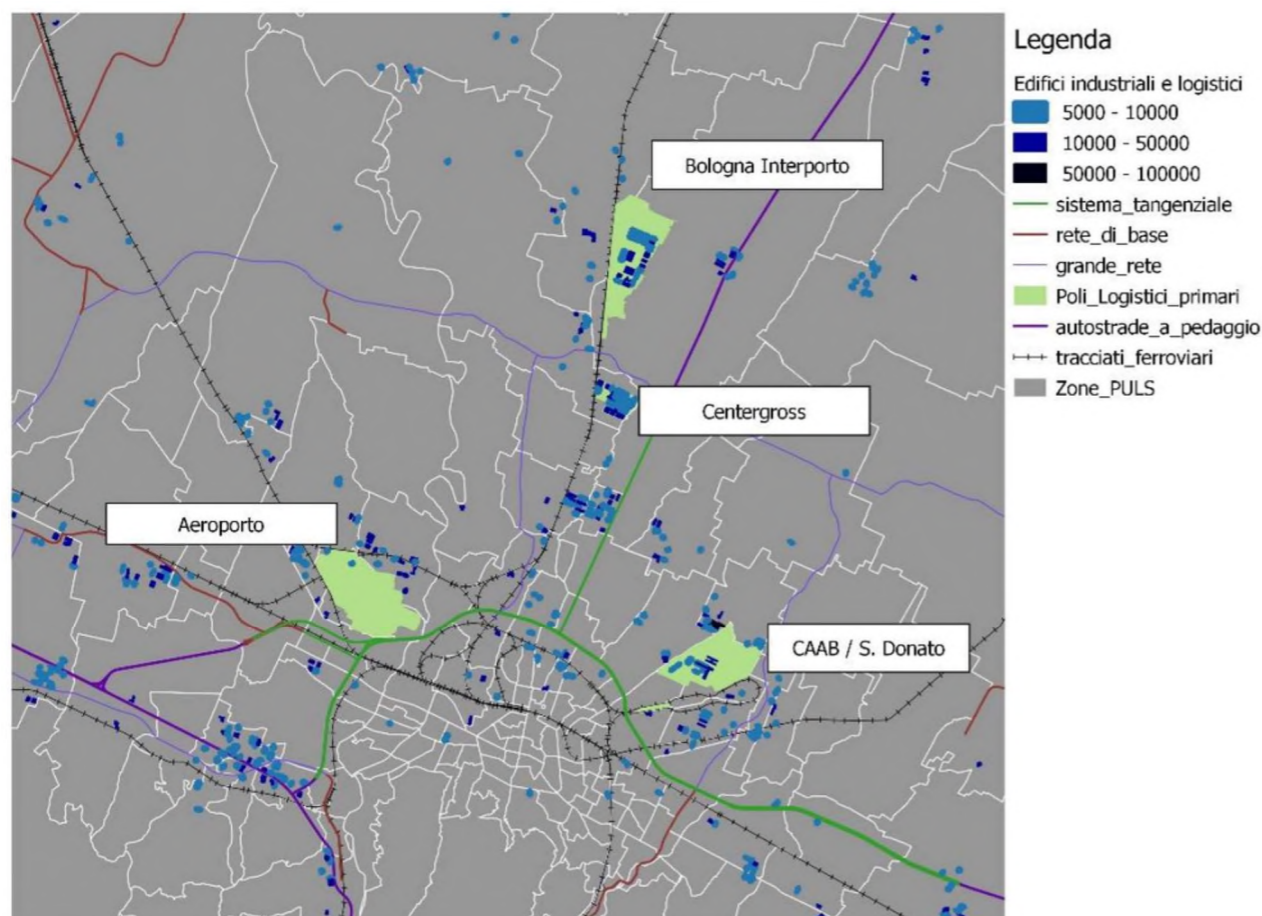 Legenda
Edifici industriali e logistici
5000 - 10000
10000 - 50000
50000 - 100000
sistema_tangenziale
rete_di_base
grande_rete
Poli_Logistici_primari
autostrade_a_pedaggio
tracciati_ferroviari
Zone_PULS
Bologna Interporto
Centergross
Aeroporto
CAAB / S. Donato